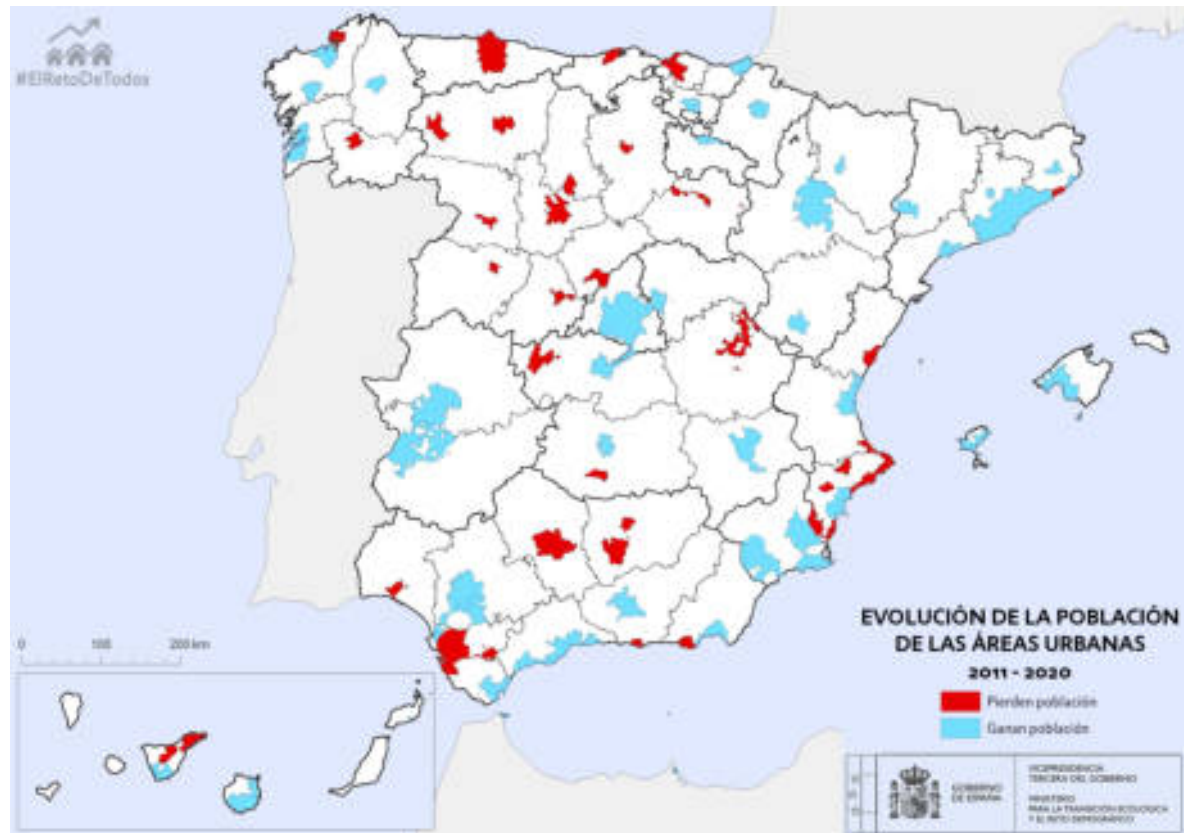 #ElRetoDeTodos
EVOLUCIÓN DE LA POBLACIÓN
DE LAS ÁREAS URBANAS
2011 - 2020
Pierden población
Ganan población
0 100 200 km
GOBIERNO
DE ESPAÑA
VICEPRESIDENCIA
TERCERA DEL GOBIERNO
MINISTERIO
PARA LA TRANSICIÓN ECOLÓGICA
Y EL RETO DEMOGRÁFICO